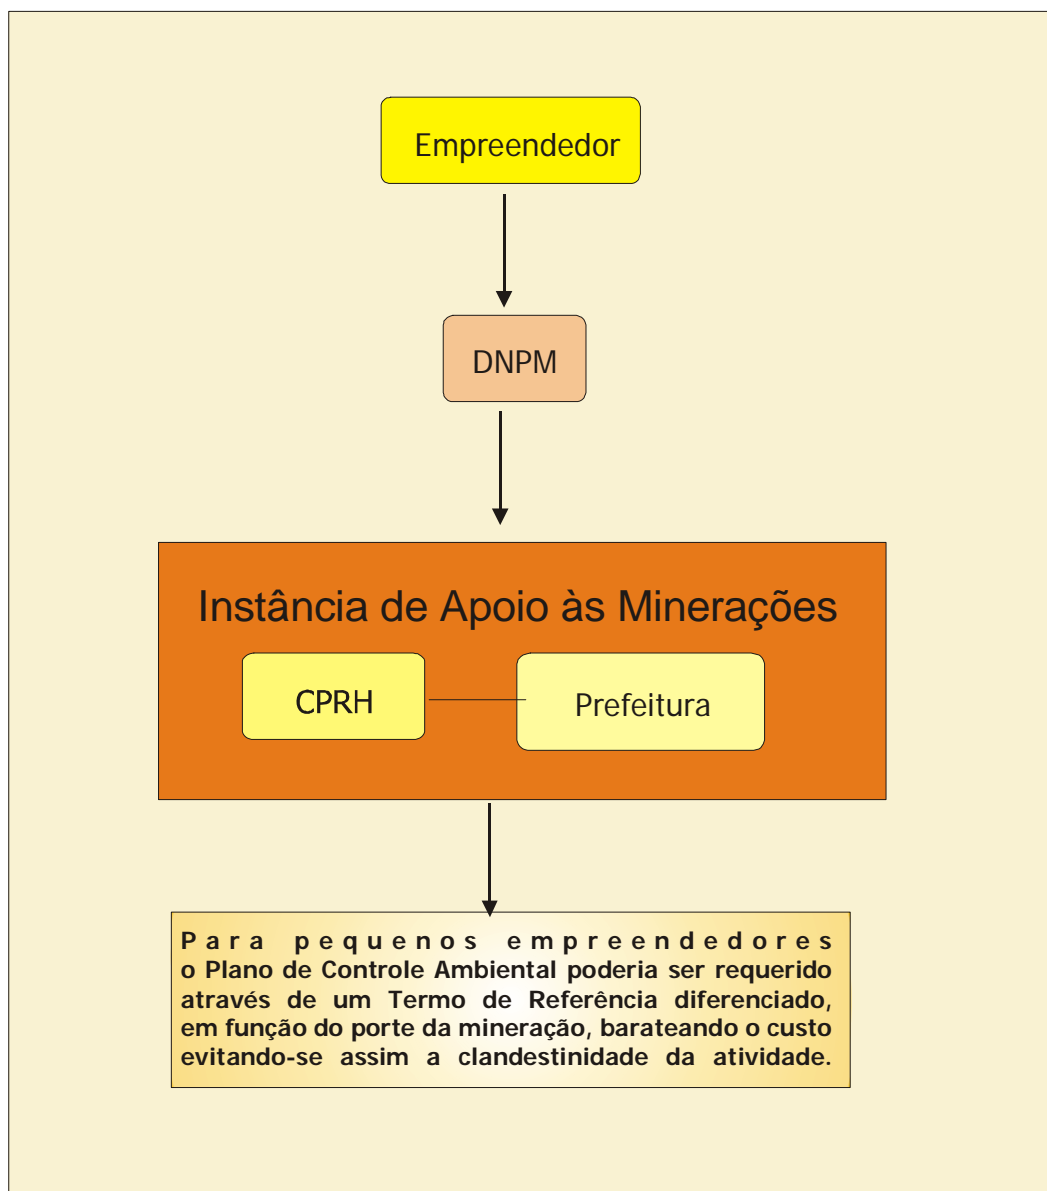 Empreendedor
DNPM
Instância de Apoio às Minerações
CPRH
Prefeitura
Para pequenos empreendedores
o Plano de Controle Ambiental poderia ser requerido
através de um Termo de Referência diferenciado,
em função do porte da mineração, barateando o custo
evitando-se assim a clandestinidade da atividade.